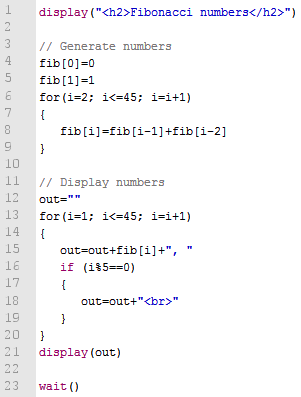 1 display("<h2>Fibonacci numbers</h2>")
2
3 // Generate numbers
4 fib[0]=0
5 fib[1]=1
6 for(i=2; i<=45; i=i+1)
7 {
8     fib[i]=fib[i-1]+fib[i-2]
9 }
10
11 // Display numbers
12 out=""
13 for(i=1; i<=45; i=i+1)
14 {
15     out=out+fib[i]+", "
16     if (i%5==0)
17     {
18         out=out+"<br>"
19     }
20 }
21 display(out)
22
23 wait()